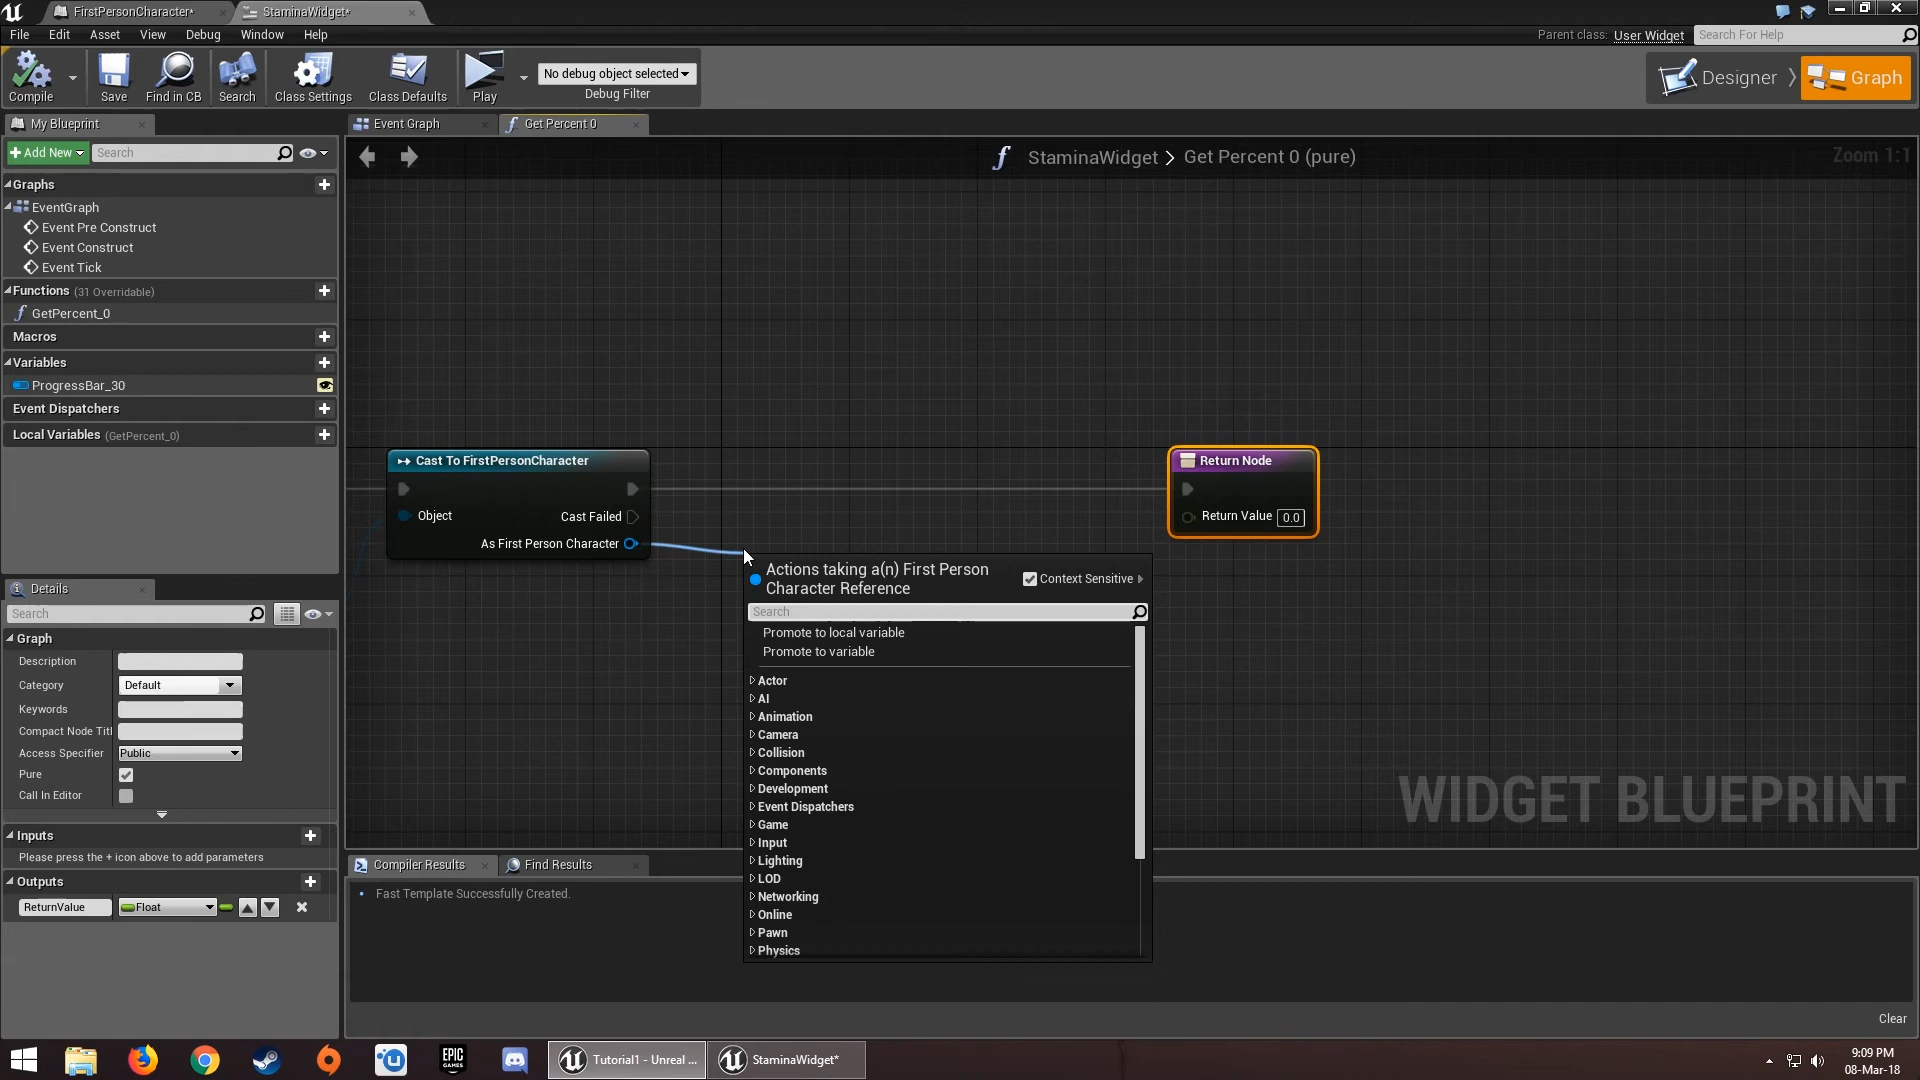 FirstPersonCharacter*
StaminaWidget*
File
Edit
Asset
View
Debug
Window
Help
Parent class: User Widget
Search For Help
Compile
Save
Find in CB
Search
Class Settings
Class Defaults
Play
No debug object selected
Debug Filter
Designer
Graph
My Blueprint
Event Graph
Get Percent 0
Add New
Search
StaminaWidget > Get Percent 0 (pure)
Zoom 1:1
Graphs
EventGraph
Event Pre Construct
Event Construct
Event Tick
Functions (31 Overridable)
GetPercent_0
Macros
Variables
ProgressBar_30
Event Dispatchers
Local Variables (GetPercent_0)
Cast To FirstPersonCharacter
Object
Cast Failed
As First Person Character
Return Node
Return Value 0.0
Actions taking a(n) First Person
Character Reference
Context Sensitive
Search
Promote to local variable
Promote to variable
Actor
AI
Animation
Camera
Collision
Components
Development
Event Dispatchers
Game
Input
Lighting
LOD
Networking
Online
Pawn
Physics
WIDGET BLUEPRINT
Details
Search
Graph
Description
Category
Default
Keywords
Compact Node Titl
Access Specifier
Public
Pure
Call In Editor
Inputs
Please press the + icon above to add parameters
Outputs
ReturnValue
Float
Compiler Results
Find Results
Fast Template Successfully Created.
Clear
EPIC
GAMES
Tutorial1 - Unreal ...
StaminaWidget*
9:09 PM
08-Mar-18